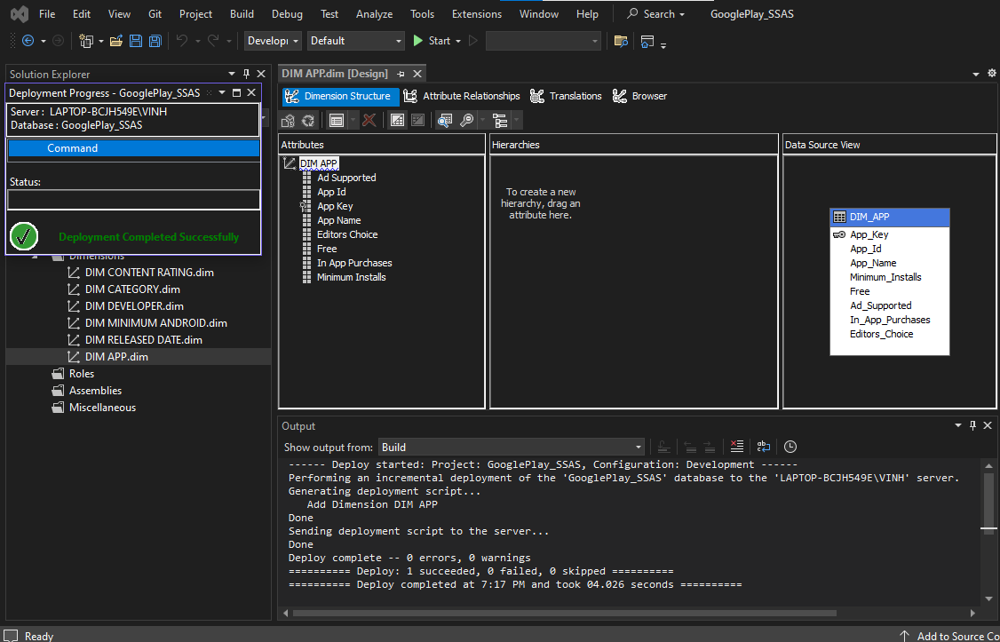 File Edit View Git Project Build Debug Test Analyze Tools Extensions Window Help Search GooglePlay_SSAS
Default Start
Solution Explorer
Deployment Progress - GooglePlay_SSAS
Server : LAPTOP-BCJH549E\VINH
Database : GooglePlay_SSAS
Command
Status:
Deployment Completed Successfully
Dimensions
DIM CONTENT RATING.dim
DIM CATEGORY.dim
DIM DEVELOPER.dim
DIM MINIMUM ANDROID.dim
DIM RELEASED DATE.dim
DIM APP.dim
Roles
Assemblies
Miscellaneous
DIM APP.dim [Design]
Dimension Structure Attribute Relationships Translations Browser
Attributes
DIM APP
Ad Supported
App Id
App Key
App Name
Editors Choice
Free
In App Purchases
Minimum Installs
Hierarchies
To create a new
hierarchy, drag an
attribute here.
Data Source View
DIM_APP
App_Key
App_Id
App_Name
Minimum_Installs
Free
Ad_Supported
In_App_Purchases
Editors_Choice
Output
Show output from: Build
------ Deploy started: Project: GooglePlay_SSAS, Configuration: Development ------
Performing an incremental deployment of the 'GooglePlay_SSAS' database to the 'LAPTOP-BCJH549E\VINH' server.
Generating deployment script...
Add Dimension DIM APP
Done
Sending deployment script to the server...
Done
Deploy complete -- 0 errors, 0 warnings
========== Deploy: 1 succeeded, 0 failed, 0 skipped ==========
========== Deploy completed at 7:17 PM and took 04.026 seconds ==========
Ready Add to Source Co